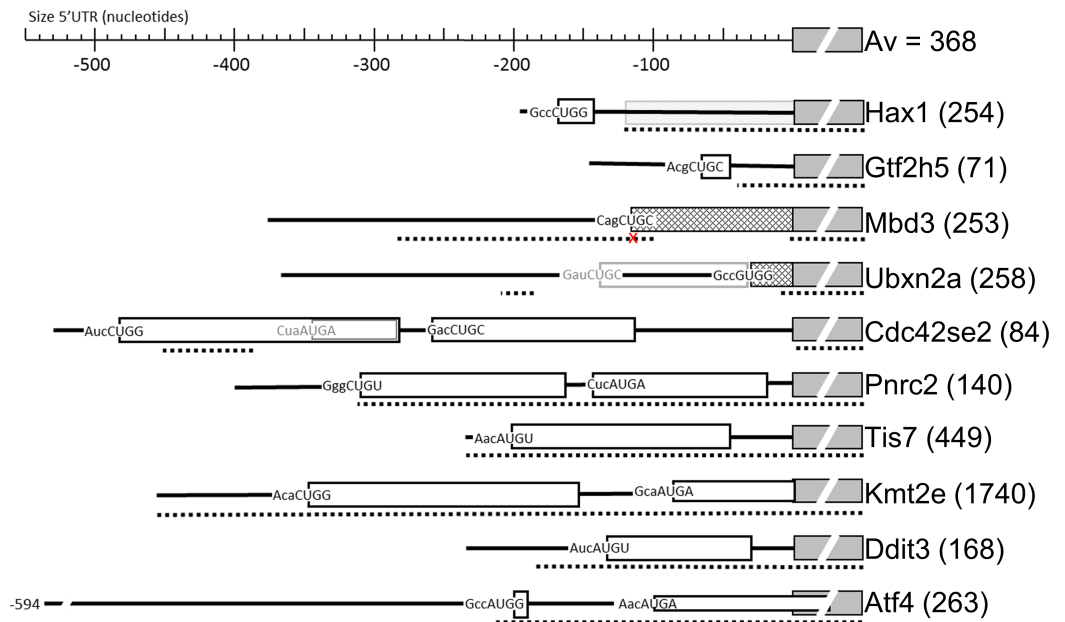 Size 5'UTR (nucleotides)
Av = 368
-500 -400 -300 -200 -100
GccCUGG Hax1 (254)
AcgCUGC Gtf2h5 (71)
CagCUGC Mbd3 (253)
x
GauCUGC GccGUGG Ubxn2a (258)
AucCUGG CuaAUGA GacCUGC Cdc42se2 (84)
GggCUGU CucAUGA Pnrc2 (140)
AacAUGU Tis7 (449)
AcaCUGG GcaAUGA Kmt2e (1740)
AucAUGU Ddit3 (168)
-594 GccAUGG AacAUGA Atf4 (263)